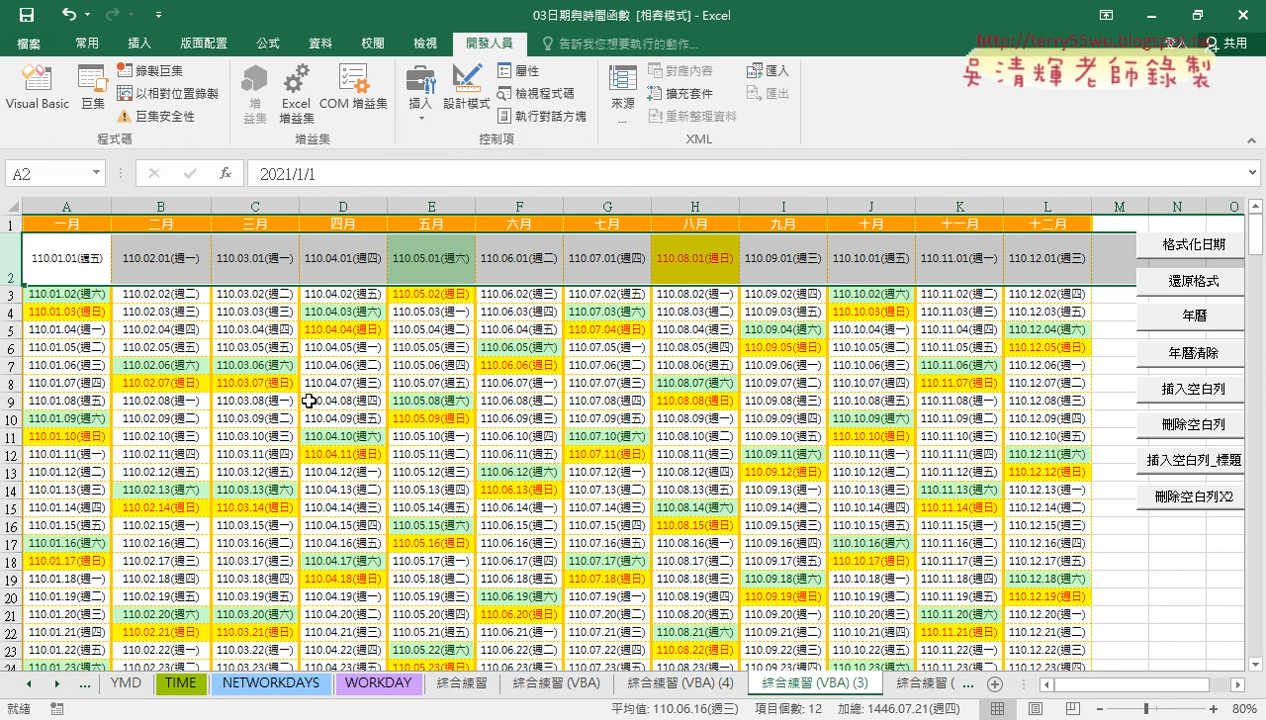 03日期與時間函數 [相容模式] - Excel
http://terry55wu.blogspot.tw
吳清輝老師錄製
檔案 常用 插入 版面配置 公式 資料 校閱 檢視 開發人員 告訴我您想要執行的動作... 登入 共用
Visual Basic 巨集 錄製巨集 以相對位置錄製 巨集安全性 增益集 Excel 增益集 COM 增益集 插入 設計模式 屬性 檢視程式碼 執行對話方塊 來源... 對應內容 擴充套件 重新整理資料 匯入 匯出
程式碼 增益集 控制項 XML
A2 fx 2021/1/1
A B C D E F G H I J K L M N O
1 一月 二月 三月 四月 五月 六月 七月 八月 九月 十月 十一月 十二月
2 110.01.01(週五) 110.02.01(週一) 110.03.01(週一) 110.04.01(週四) 110.05.01(週六) 110.06.01(週二) 110.07.01(週四) 110.08.01(週日) 110.09.01(週三) 110.10.01(週五) 110.11.01(週一) 110.12.01(週三)
3 110.01.02(週六) 110.02.02(週二) 110.03.02(週二) 110.04.02(週五) 110.05.02(週日) 110.06.02(週三) 110.07.02(週五) 110.08.02(週一) 110.09.02(週四) 110.10.02(週六) 110.11.02(週二) 110.12.02(週四)
4 110.01.03(週日) 110.02.03(週三) 110.03.03(週三) 110.04.03(週六) 110.05.03(週一) 110.06.03(週四) 110.07.03(週六) 110.08.03(週二) 110.09.03(週五) 110.10.03(週日) 110.11.03(週三) 110.12.03(週五)
5 110.01.04(週一) 110.02.04(週四) 110.03.04(週四) 110.04.04(週日) 110.05.04(週二) 110.06.04(週五) 110.07.04(週日) 110.08.04(週三) 110.09.04(週六) 110.10.04(週一) 110.11.04(週四) 110.12.04(週六)
6 110.01.05(週二) 110.02.05(週五) 110.03.05(週五) 110.04.05(週一) 110.05.05(週三) 110.06.05(週六) 110.07.05(週一) 110.08.05(週四) 110.09.05(週日) 110.10.05(週二) 110.11.05(週五) 110.12.05(週日)
7 110.01.06(週三) 110.02.06(週六) 110.03.06(週六) 110.04.06(週二) 110.05.06(週四) 110.06.06(週日) 110.07.06(週二) 110.08.06(週五) 110.09.06(週一) 110.10.06(週三) 110.11.06(週六) 110.12.06(週一)
8 110.01.07(週四) 110.02.07(週日) 110.03.07(週日) 110.04.07(週三) 110.05.07(週五) 110.06.07(週一) 110.07.07(週三) 110.08.07(週六) 110.09.07(週二) 110.10.07(週四) 110.11.07(週日) 110.12.07(週二)
9 110.01.08(週五) 110.02.08(週一) 110.03.08(週一) 110.04.08(週四) 110.05.08(週六) 110.06.08(週二) 110.07.08(週四) 110.08.08(週日) 110.09.08(週三) 110.10.08(週五) 110.11.08(週一) 110.12.08(週三)
10 110.01.09(週六) 110.02.09(週二) 110.03.09(週二) 110.04.09(週五) 110.05.09(週日) 110.06.09(週三) 110.07.09(週五) 110.08.09(週一) 110.09.09(週四) 110.10.09(週六) 110.11.09(週二) 110.12.09(週四)
11 110.01.10(週日) 110.02.10(週三) 110.03.10(週三) 110.04.10(週六) 110.05.10(週一) 110.06.10(週四) 110.07.10(週六) 110.08.10(週二) 110.09.10(週五) 110.10.10(週日) 110.11.10(週三) 110.12.10(週五)
12 110.01.11(週一) 110.02.11(週四) 110.03.11(週四) 110.04.11(週日) 110.05.11(週二) 110.06.11(週五) 110.07.11(週日) 110.08.11(週三) 110.09.11(週六) 110.10.11(週一) 110.11.11(週四) 110.12.11(週六)
13 110.01.12(週二) 110.02.12(週五) 110.03.12(週五) 110.04.12(週一) 110.05.12(週三) 110.06.12(週六) 110.07.12(週一) 110.08.12(週四) 110.09.12(週日) 110.10.12(週二) 110.11.12(週五) 110.12.12(週日)
14 110.01.13(週三) 110.02.13(週六) 110.03.13(週六) 110.04.13(週二) 110.05.13(週四) 110.06.13(週日) 110.07.13(週二) 110.08.13(週五) 110.09.13(週一) 110.10.13(週三) 110.11.13(週六) 110.12.13(週一)
15 110.01.14(週四) 110.02.14(週日) 110.03.14(週日) 110.04.14(週三) 110.05.14(週五) 110.06.14(週一) 110.07.14(週三) 110.08.14(週六) 110.09.14(週二) 110.10.14(週四) 110.11.14(週日) 110.12.14(週二)
16 110.01.15(週五) 110.02.15(週一) 110.03.15(週一) 110.04.15(週四) 110.05.15(週六) 110.06.15(週二) 110.07.15(週四) 110.08.15(週日) 110.09.15(週三) 110.10.15(週五) 110.11.15(週一) 110.12.15(週三)
17 110.01.16(週六) 110.02.16(週二) 110.03.16(週二) 110.04.16(週五) 110.05.16(週日) 110.06.16(週三) 110.07.16(週五) 110.08.16(週一) 110.09.16(週四) 110.10.16(週六) 110.11.16(週二) 110.12.16(週四)
18 110.01.17(週日) 110.02.17(週三) 110.03.17(週三) 110.04.17(週六) 110.05.17(週一) 110.06.17(週四) 110.07.17(週六) 110.08.17(週二) 110.09.17(週五) 110.10.17(週日) 110.11.17(週三) 110.12.17(週五)
19 110.01.18(週一) 110.02.18(週四) 110.03.18(週四) 110.04.18(週日) 110.05.18(週二) 110.06.18(週五) 110.07.18(週日) 110.08.18(週三) 110.09.18(週六) 110.10.18(週一) 110.11.18(週四) 110.12.18(週六)
20 110.01.19(週二) 110.02.19(週五) 110.03.19(週五) 110.04.19(週一) 110.05.19(週三) 110.06.19(週六) 110.07.19(週一) 110.08.19(週四) 110.09.19(週日) 110.10.19(週二) 110.11.19(週五) 110.12.19(週日)
21 110.01.20(週三) 110.02.20(週六) 110.03.20(週六) 110.04.20(週二) 110.05.20(週四) 110.06.20(週日) 110.07.20(週二) 110.08.20(週五) 110.09.20(週一) 110.10.20(週三) 110.11.20(週六) 110.12.20(週一)
22 110.01.21(週四) 110.02.21(週日) 110.03.21(週日) 110.04.21(週三) 110.05.21(週五) 110.06.21(週一) 110.07.21(週三) 110.08.21(週六) 110.09.21(週二) 110.10.21(週四) 110.11.21(週日) 110.12.21(週二)
23 110.01.22(週五) 110.02.22(週一) 110.03.22(週一) 110.04.22(週四) 110.05.22(週六) 110.06.22(週二) 110.07.22(週四) 110.08.22(週日) 110.09.22(週三) 110.10.22(週五) 110.11.22(週一) 110.12.22(週三)
24 110.01.23(週六) 110.02.23(週二) 110.03.23(週二) 110.04.23(週五) 110.05.23(週日) 110.06.23(週三) 110.07.23(週五) 110.08.23(週一) 110.09.23(週四) 110.10.23(週六) 110.11.23(週二) 110.12.23(週四)
格式化日期
還原格式
年曆
年曆清除
插入空白列
刪除空白列
插入空白列_標題
刪除空白列X2
... YMD TIME NETWORKDAYS WORKDAY 綜合練習 綜合練習 (VBA) 綜合練習 (VBA) (4) 綜合練習 (VBA) (3) 綜合練習 ( ...
就緒 平均值: 110.06.16(週三) 項目個數: 12 加總: 1446.07.21(週四) 80%